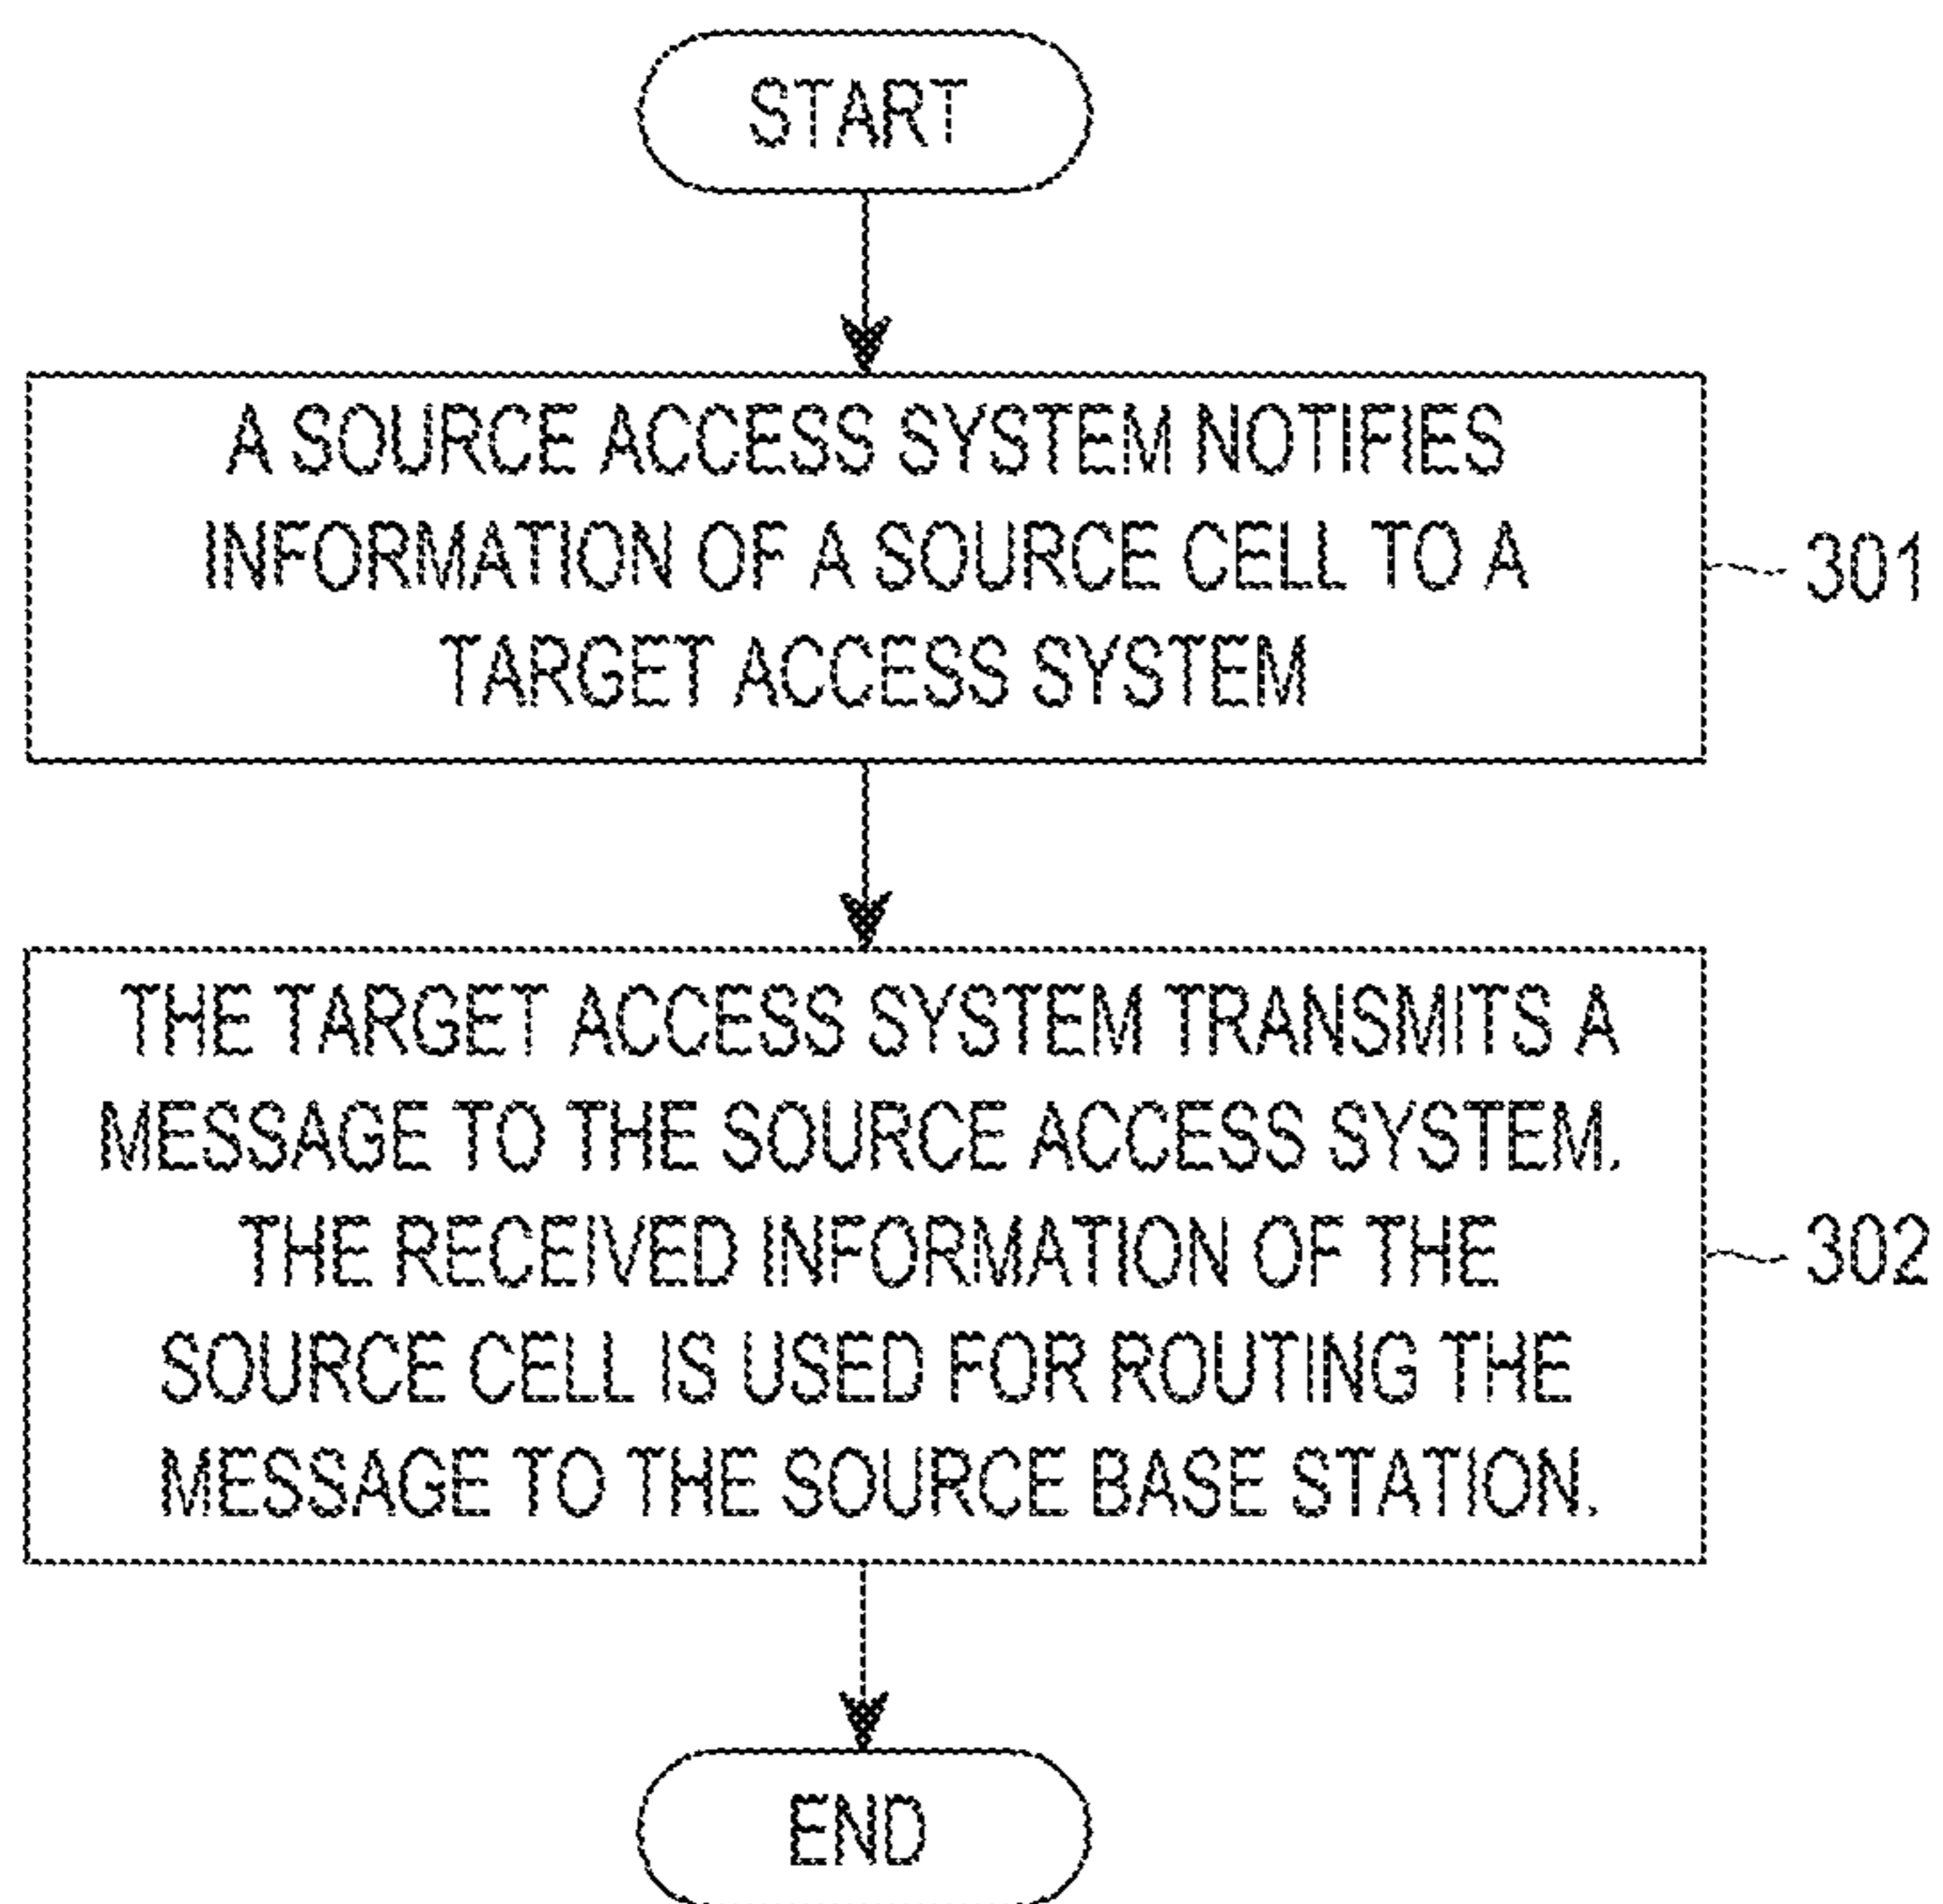 START
A SOURCE ACCESS SYSTEM NOTIFIES
INFORMATION OF A SOURCE CELL TO A
TARGET ACCESS SYSTEM
301
THE TARGET ACCESS SYSTEM TRANSMITS A
MESSAGE TO THE SOURCE ACCESS SYSTEM.
THE RECEIVED INFORMATION OF THE
SOURCE CELL IS USED FOR ROUTING THE
MESSAGE TO THE SOURCE BASE STATION.
302
END